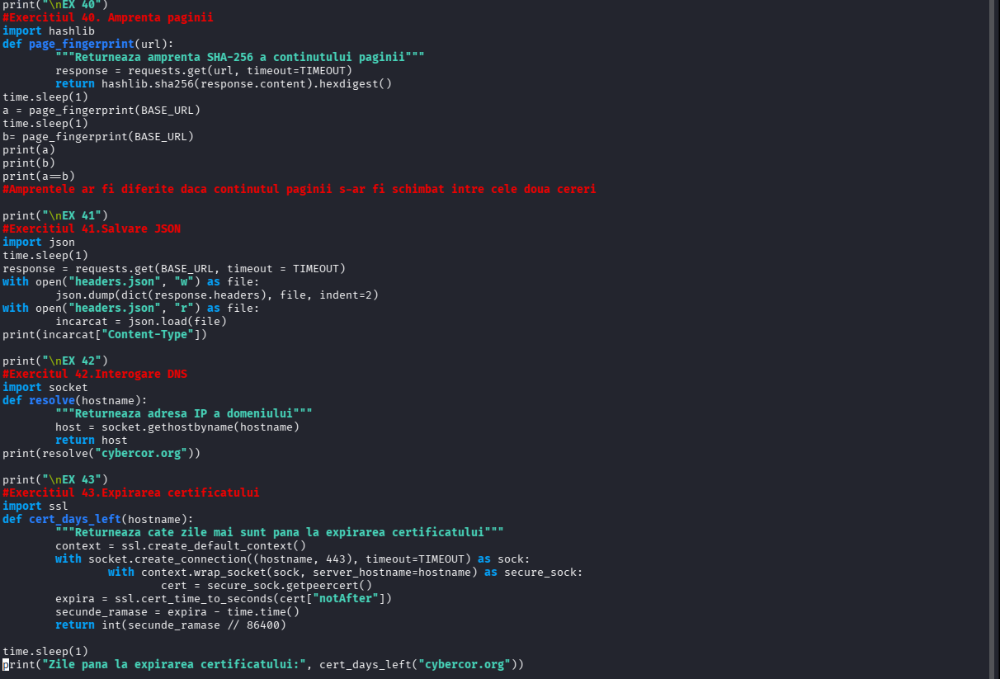 print("\nEX 40")
#Exercitiul 40. Amprenta paginii
import hashlib
def page_fingerprint(url):
        """Returneaza amprenta SHA-256 a continutului paginii"""
        response = requests.get(url, timeout=TIMEOUT)
        return hashlib.sha256(response.content).hexdigest()
time.sleep(1)
a = page_fingerprint(BASE_URL)
time.sleep(1)
b= page_fingerprint(BASE_URL)
print(a)
print(b)
print(a==b)
#Amprentele ar fi diferite daca continutul paginii s-ar fi schimbat intre cele doua cereri

print("\nEX 41")
#Exercitiul 41.Salvare JSON
import json
time.sleep(1)
response = requests.get(BASE_URL, timeout = TIMEOUT)
with open("headers.json", "w") as file:
        json.dump(dict(response.headers), file, indent=2)
with open("headers.json", "r") as file:
        incarcat = json.load(file)
print(incarcat["Content-Type"])

print("\nEX 42")
#Exercitul 42.Interogare DNS
import socket
def resolve(hostname):
        """Returneaza adresa IP a domeniului"""
        host = socket.gethostbyname(hostname)
        return host
print(resolve("cybercor.org"))

print("\nEX 43")
#Exercitiul 43.Expirarea certificatului
import ssl
def cert_days_left(hostname):
        """Returneaza cate zile mai sunt pana la expirarea certificatului"""
        context = ssl.create_default_context()
        with socket.create_connection((hostname, 443), timeout=TIMEOUT) as sock:
                with context.wrap_socket(sock, server_hostname=hostname) as secure_sock:
                        cert = secure_sock.getpeercert()
        expira = ssl.cert_time_to_seconds(cert["notAfter"])
        secunde_ramase = expira - time.time()
        return int(secunde_ramase // 86400)

time.sleep(1)
print("Zile pana la expirarea certificatului:", cert_days_left("cybercor.org"))